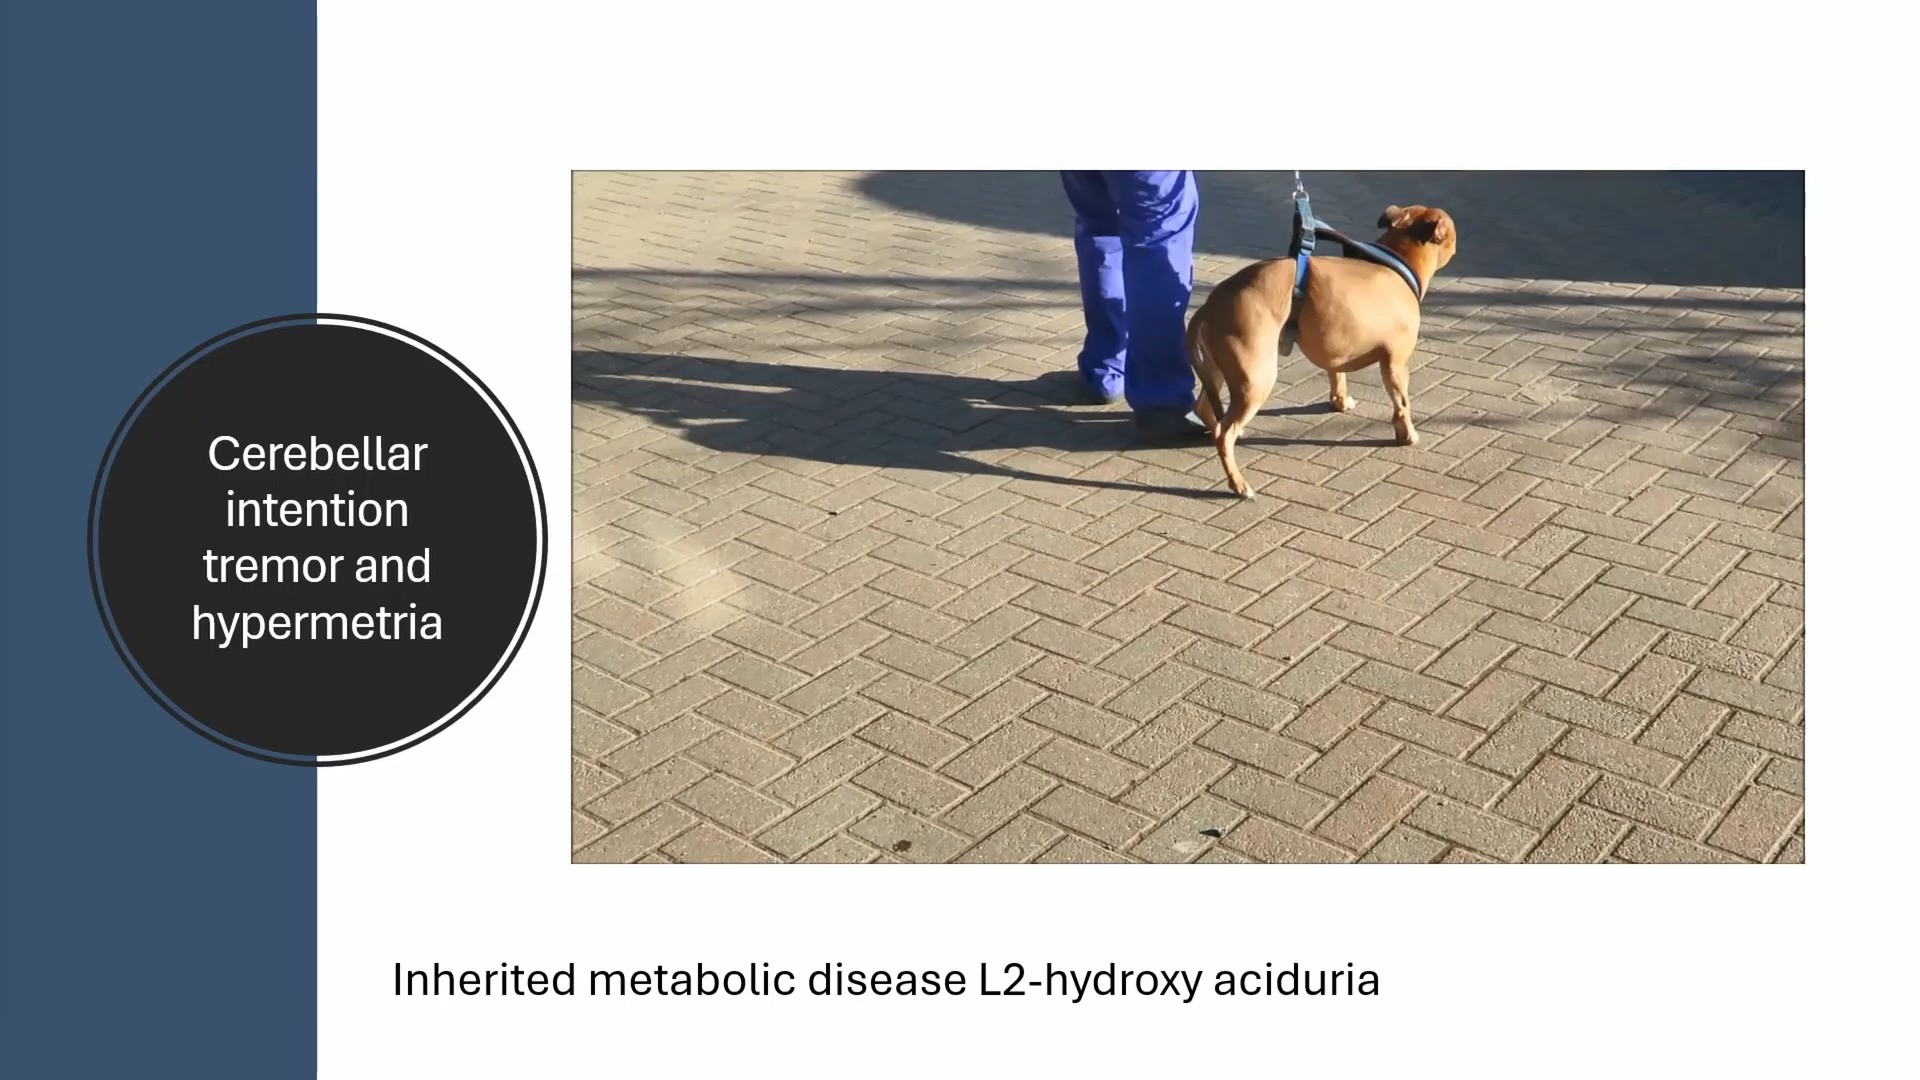 Cerebellar
intention
tremor and
hypermetria
Inherited metabolic disease L2-hydroxy aciduria